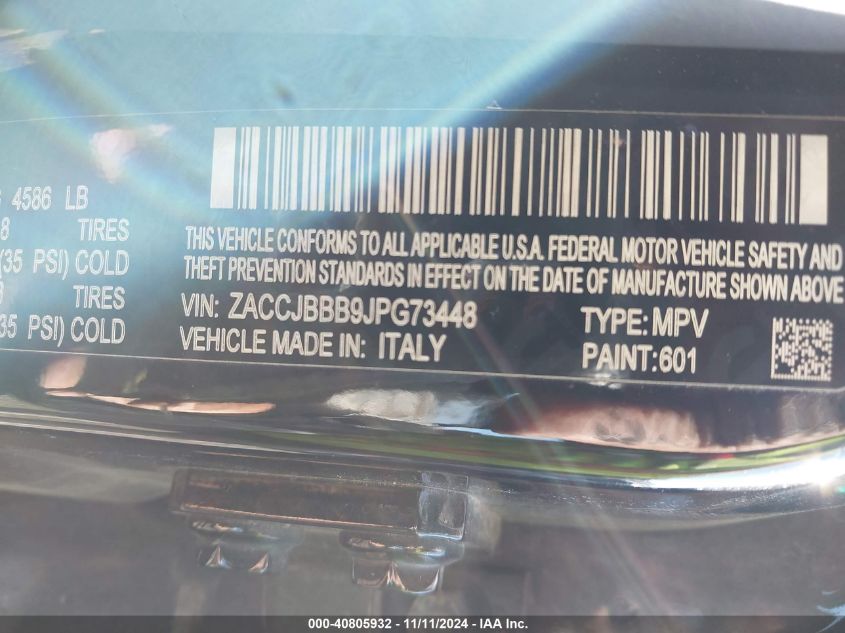 4586 LB
TIRES
(35 PSI) COLD
TIRES
35 PSI) COLD
THIS VEHICLE CONFORMS TO ALL APPLICABLE U.S.A. FEDERAL MOTOR VEHICLE SAFETY AND
THEFT PREVENTION STANDARDS IN EFFECT ON THE DATE OF MANUFACTURE SHOWN ABOVE
VIN: ZACCJBBB9JPG73448 TYPE: MPV
VEHICLE MADE IN: ITALY PAINT:601
000-40805932 - 11/11/2024 - IAA Inc.